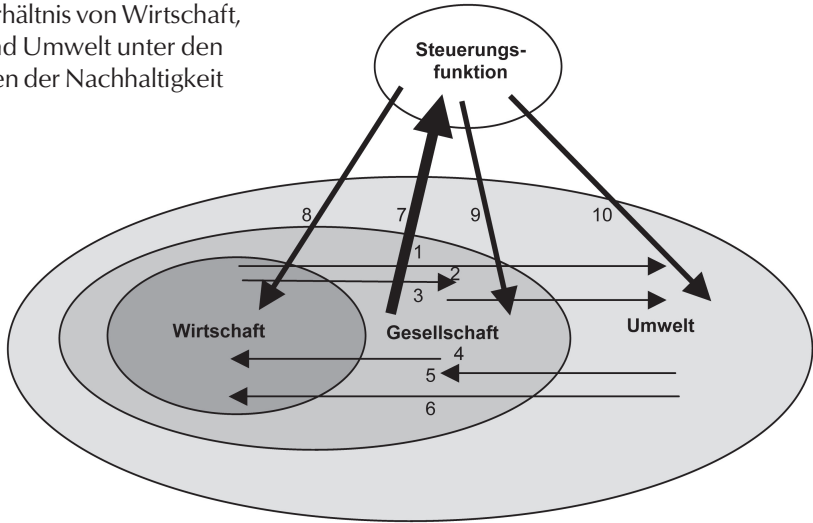 rhältnis von Wirtschaft,
d Umwelt unter den
en der Nachhaltigkeit
Steuerungs-
funktion
8
7
9
10
1
2
3
Wirtschaft
Gesellschaft
Umwelt
4
5
6